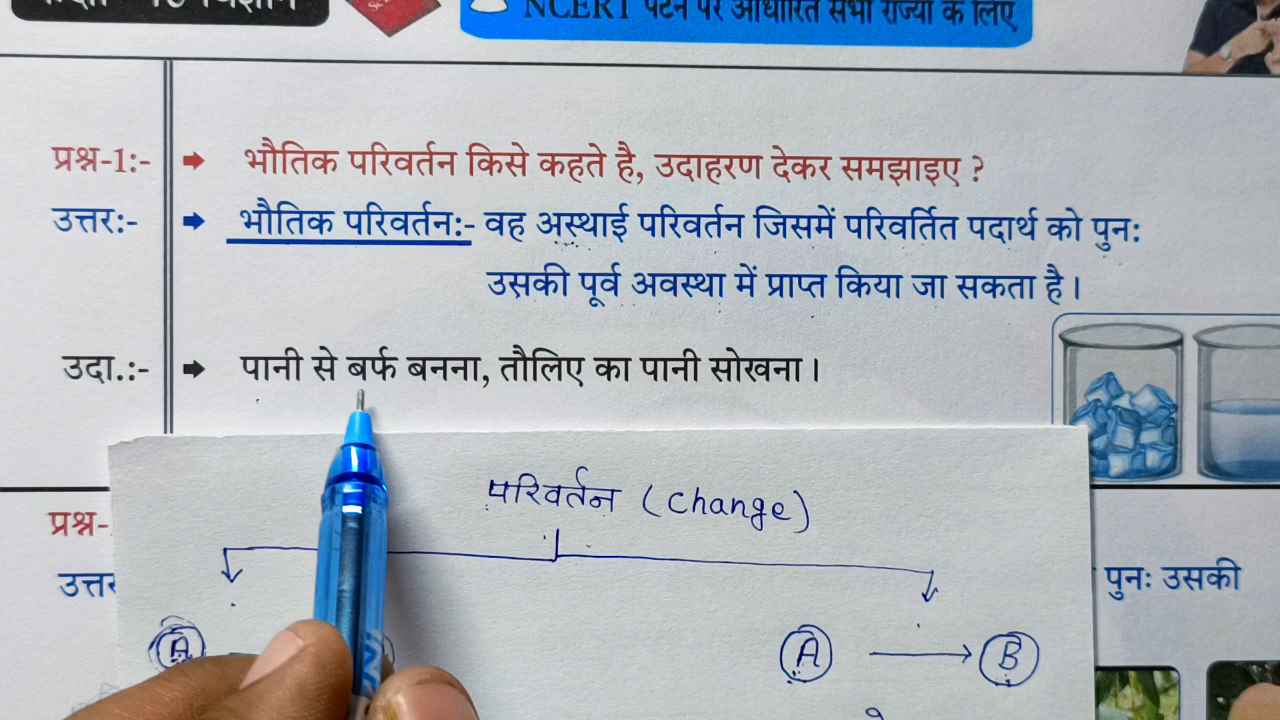 विज्ञान
NCERT पैटर्न पर आधारित सभी राज्यों के लिए
प्रश्न-1:- ➡ भौतिक परिवर्तन किसे कहते है, उदाहरण देकर समझाइए ?
उत्तर:- ➡ भौतिक परिवर्तन:- वह अस्थाई परिवर्तन जिसमें परिवर्तित पदार्थ को पुनः
उसकी पूर्व अवस्था में प्राप्त किया जा सकता है।
उदा.:- ➡ पानी से बर्फ बनना, तौलिए का पानी सोखना।
परिवर्तन (Change)
प्रश्न-
उत्तर
पुनः उसकी
A
A → B